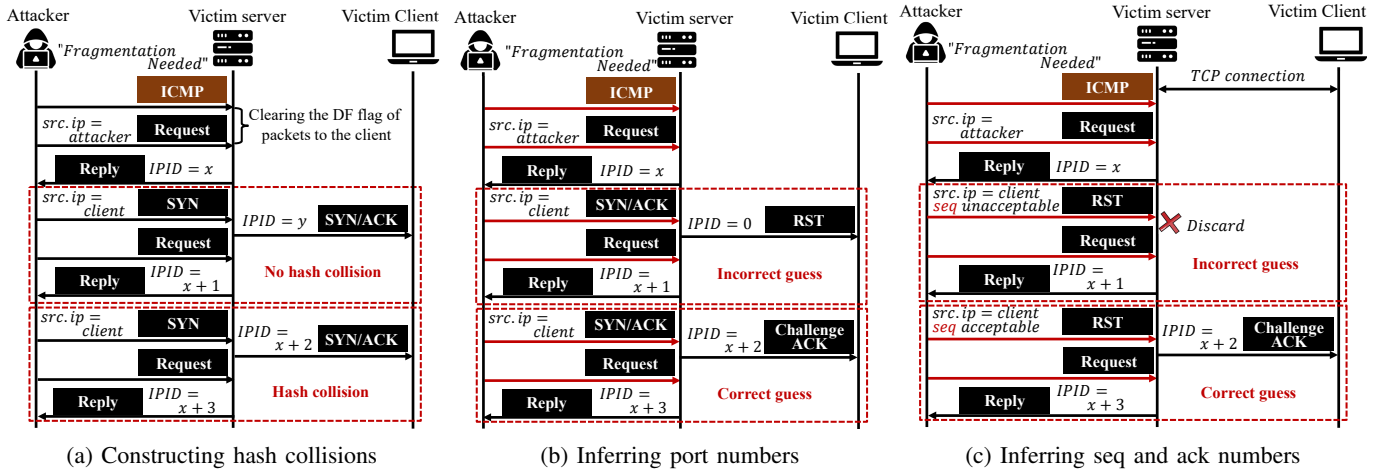 Attacker
Victim server
Victim Client
"Fragmentation
Needed"
ICMP
Clearing the DF flag of
packets to the client
src.ip =
attacker
Request
Reply
IPID = x
src.ip =
client
SYN
IPID = y
SYN/ACK
Request
Reply
IPID =
x + 1
No hash collision
src.ip =
client
SYN
IPID =
x + 2
SYN/ACK
Request
Reply
IPID =
x + 3
Hash collision
(a) Constructing hash collisions
Attacker
Victim server
Victim Client
"Fragmentation
Needed"
ICMP
src.ip =
attacker
Request
Reply
IPID = x
src.ip =
client
SYN/ACK
IPID = 0
RST
Request
Reply
IPID =
x + 1
Incorrect guess
src.ip =
client
SYN/ACK
IPID =
x + 2
Challenge
ACK
Request
Reply
IPID =
x + 3
Correct guess
(b) Inferring port numbers
Attacker
Victim server
Victim Client
"Fragmentation
Needed"
ICMP
TCP connection
src.ip =
attacker
Request
Reply
IPID = x
src.ip = client
seq unacceptable
RST
Discard
Request
Reply
IPID =
x + 1
Incorrect guess
src.ip = client
seq acceptable
RST
IPID =
x + 2
Challenge
ACK
Request
Reply
IPID =
x + 3
Correct guess
(c) Inferring seq and ack numbers